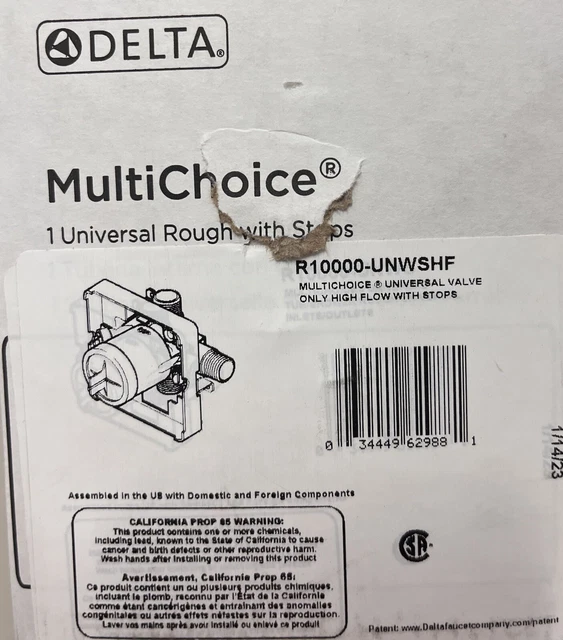 DELTA®
MultiChoice®
1 Universal Rough with Stops
R10000-UNWSHF
MULTICHOICE ® UNIVERSAL VALVE
ONLY HIGH FLOW WITH STOPS
0 34449 62988 1
1/14/23
Assembled in the US with Domestic and Foreign Components
CALIFORNIA PROP 65 WARNING:
This product contains one or more chemicals,
including lead, known to the State of California to cause
cancer and birth defects or other reproductive harm.
Wash hands after installing or removing this product
Avertissement, California Prop 65:
Ce produit contient un ou plusieurs produits chimiques,
incluant le plomb, reconnu par l'État de la Californie
comme étant cancérigènes et entraînant des anomalies
congénitales ou autres effets néfastes sur la reproduction.
Laver vos mains après avoir installé ou enlevé ce produit
Patent: www.Deltafaucetcompany.com/patent